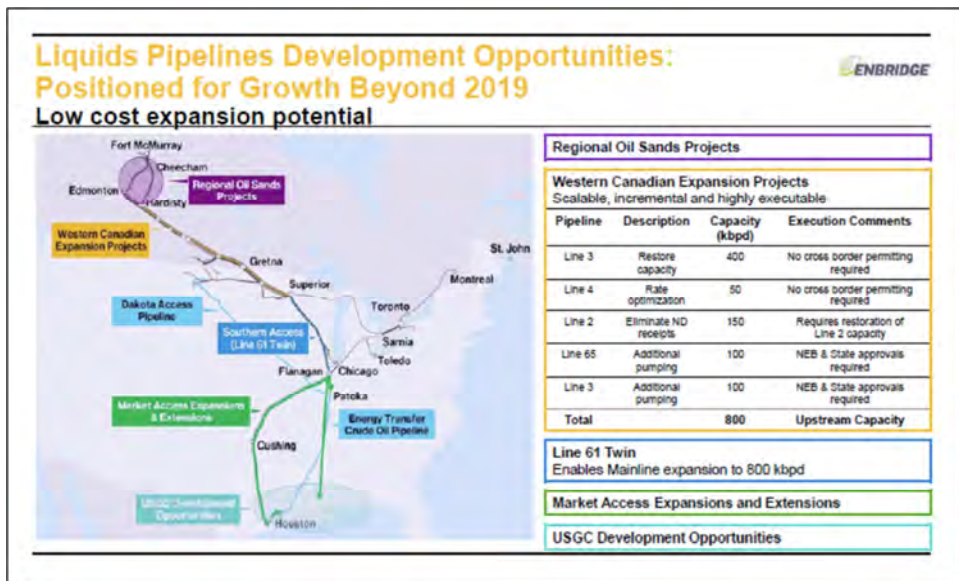 Liquids Pipelines Development Opportunities:
Positioned for Growth Beyond 2019
Low cost expansion potential
ENBRIDGE
Fort McMurray
Cheecham
Edmonton
Hardisty
Regional Oil Sands
Projects
Western Canadian
Expansion Projects
Gretna
Superior
St. John
Montreal
Toronto
Sarnia
Toledo
Dakota Access
Pipeline
Southern Access
(Line 61 Twin)
Flanagan
Chicago
Patoka
Market Access Expansions
& Extensions
Energy Transfer
Crude Oil Pipeline
Cushing
USGC Development
Opportunities
Houston
Regional Oil Sands Projects
Western Canadian Expansion Projects
Scalable, incremental and highly executable
Pipeline Description Capacity (kbpd) Execution Comments
Line 3 Restore capacity 400 No cross border permitting required
Line 4 Rate optimization 50 No cross border permitting required
Line 2 Eliminate ND receipts 150 Requires restoration of Line 2 capacity
Line 65 Additional pumping 100 NEB & State approvals required
Line 3 Additional pumping 100 NEB & State approvals required
Total 800 Upstream Capacity
Line 61 Twin
Enables Mainline expansion to 800 kbpd
Market Access Expansions and Extensions
USGC Development Opportunities